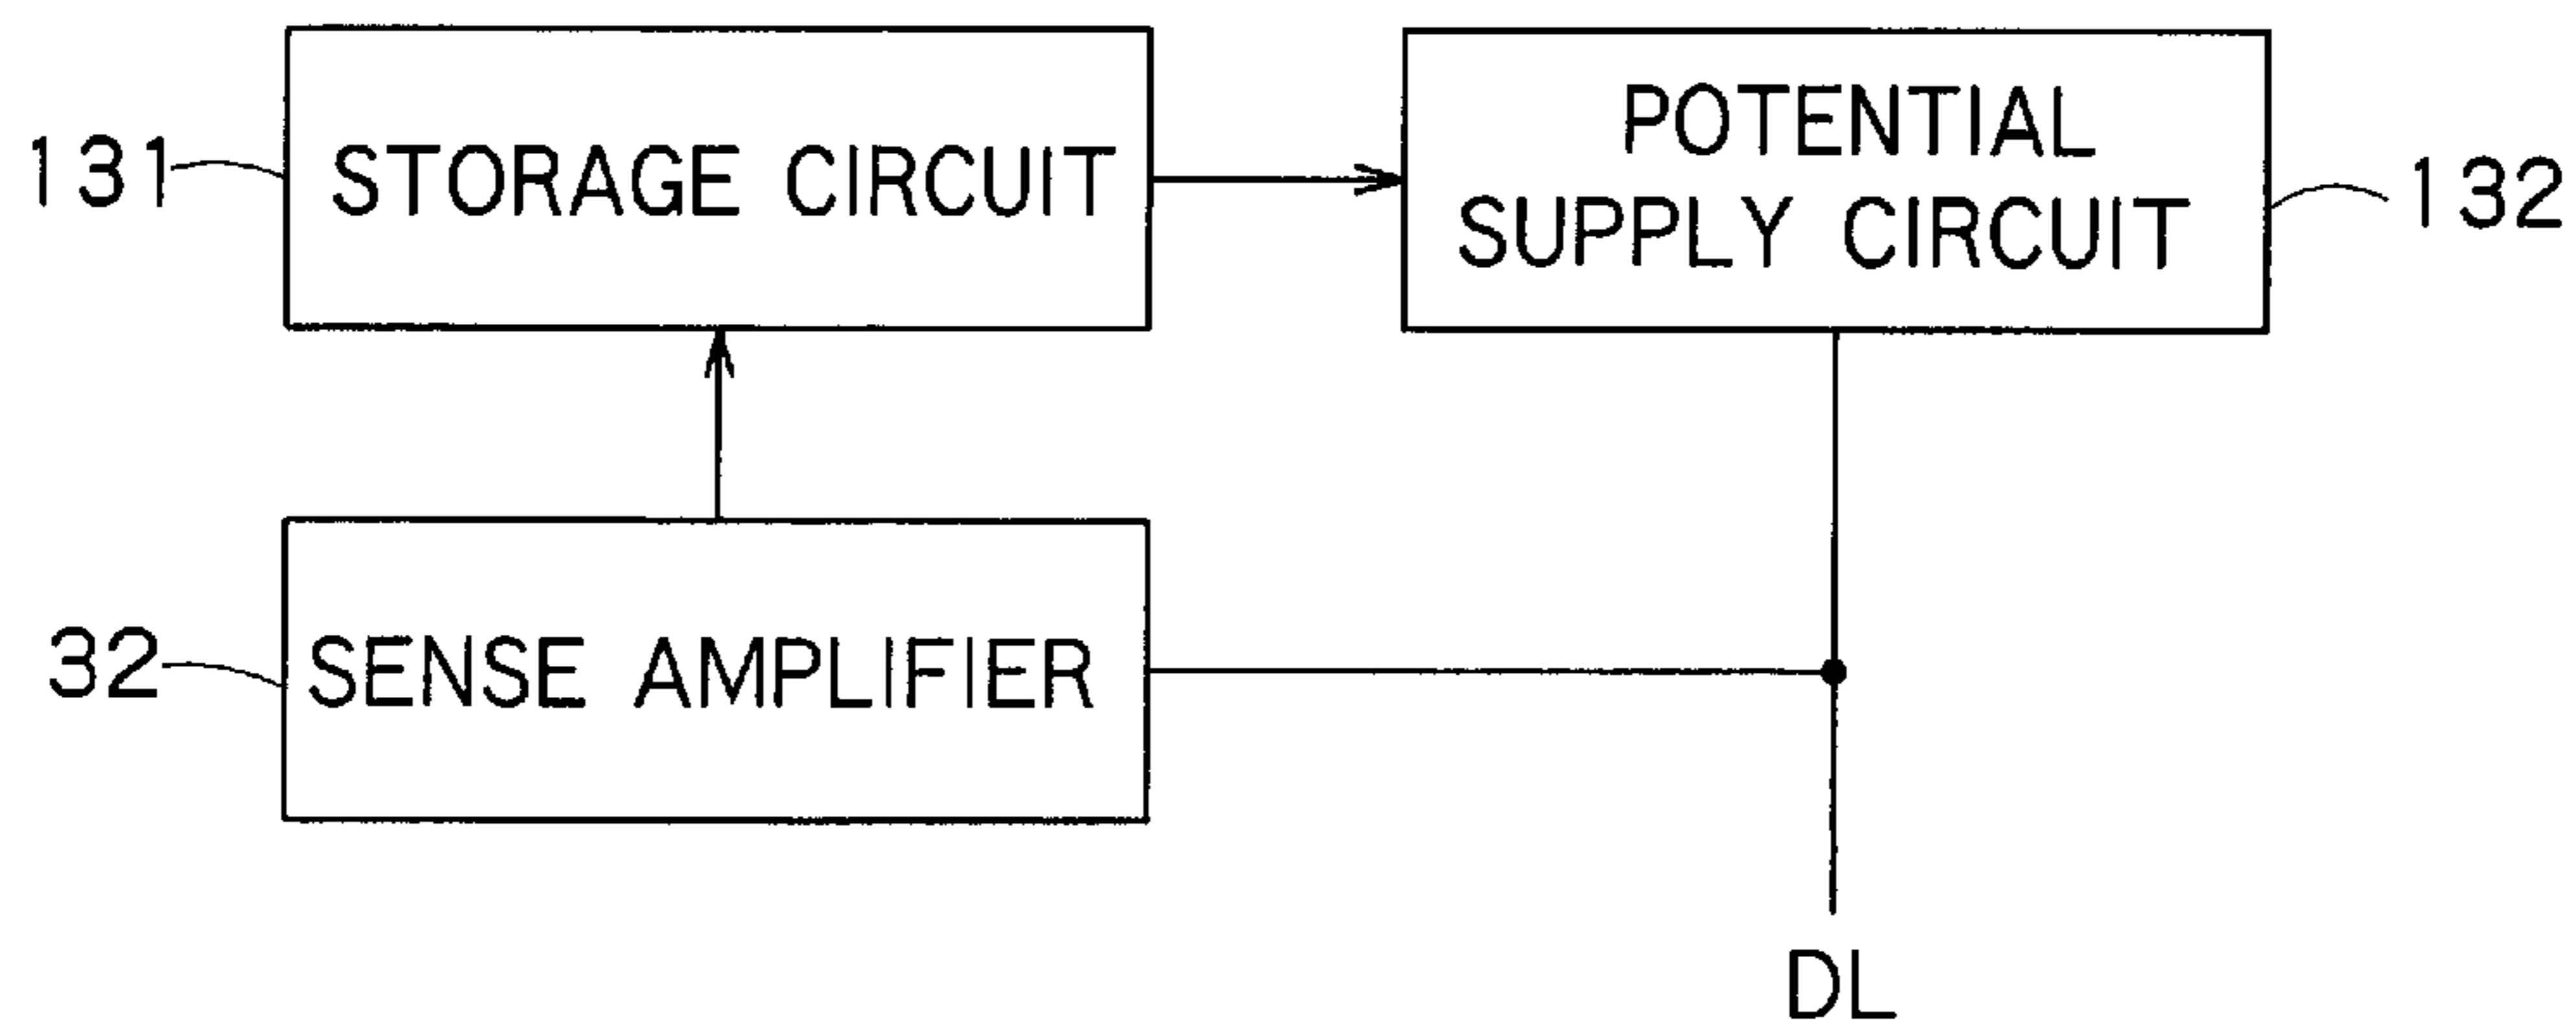 131
STORAGE CIRCUIT
POTENTIAL
SUPPLY CIRCUIT
132
32
SENSE AMPLIFIER
DL